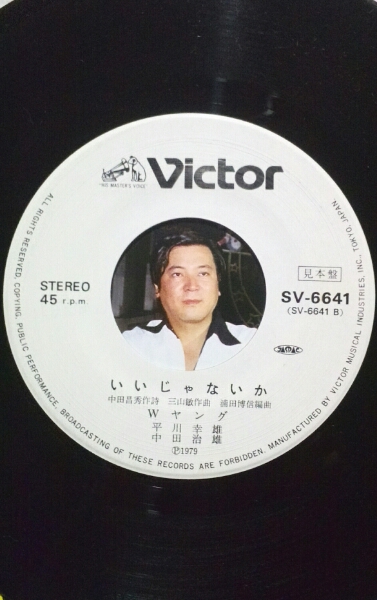 "HIS MASTER'S VOICE"
Victor
STEREO
45 r.p.m.
見本盤
SV-6641
(SV-6641 B)
JASRAC
いいじゃないか
中田昌秀作詩 三山敏作曲 浦田博信編曲
Wヤング
平川幸雄
中田治雄
Ⓟ1979
ALL RIGHTS RESERVED. COPYING, PUBLIC PERFORMANCE, BROADCASTING OF THESE RECORDS ARE FORBIDDEN. MANUFACTURED BY VICTOR MUSICAL INDUSTRIES, INC., TOKYO, JAPAN